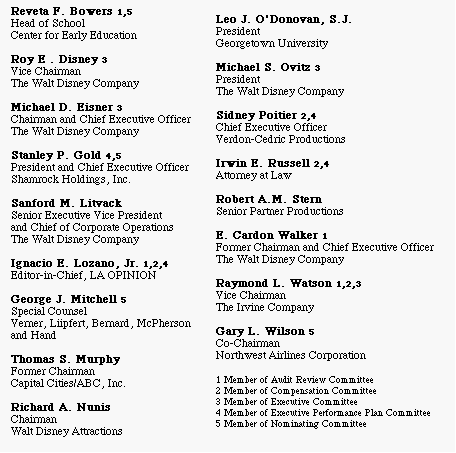 Reveta F. Bowers 1,5
Head of School
Center for Early Education
Roy E . Disney 3
Vice Chairman
The Walt Disney Company
Michael D. Eisner 3
Chairman and Chief Executive Officer
The Walt Disney Company
Stanley P. Gold 4,5
President and Chief Executive Officer
Shamrock Holdings, Inc.
Sanford M. Litvack
Senior Executive Vice President
and Chief of Corporate Operations
The Walt Disney Company
Ignacio E. Lozano, Jr. 1,2,4
Editor-in-Chief, LA OPINION
George J. Mitchell 5
Special Counsel
Verner, Liipfert, Bernard, McPherson
and Hand
Thomas S. Murphy
Former Chairman
Capital Cities/ABC, Inc.
Richard A. Nunis
Chairman
Walt Disney Attractions
Leo J. O'Donovan, S.J.
President
Georgetown University
Michael S. Ovitz 3
President
The Walt Disney Company
Sidney Poitier 2,4
Chief Executive Officer
Verdon-Cedric Productions
Irwin E. Russell 2,4
Attorney at Law
Robert A.M. Stern
Senior Partner Productions
E. Cardon Walker 1
Former Chairman and Chief Executive Officer
The Walt Disney Company
Raymond L. Watson 1,2,3
Vice Chairman
The Irvine Company
Gary L. Wilson 5
Co-Chairman
Northwest Airlines Corporation
1 Member of Audit Review Committee
2 Member of Compensation Committee
3 Member of Executive Committee
4 Member of Executive Performance Plan Committee
5 Member of Nominating Committee